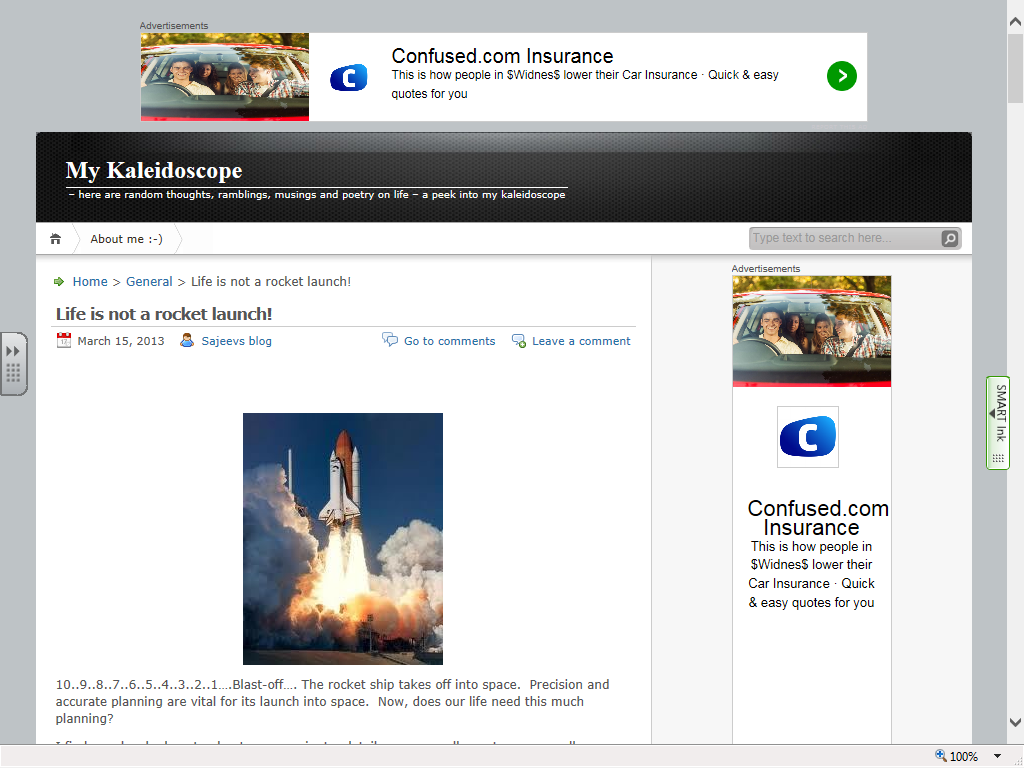 Advertisements
Confused.com Insurance
This is how people in $Widnes$ lower their Car Insurance · Quick & easy
quotes for you
My Kaleidoscope
– here are random thoughts, ramblings, musings and poetry on life – a peek into my kaleidoscope
About me :-)
Type text to search here...
Home > General > Life is not a rocket launch!
Life is not a rocket launch!
March 15, 2013 Sajeevs blog Go to comments Leave a comment
10..9..8..7..6..5..4..3..2..1….Blast-off…. The rocket ship takes off into space. Precision and
accurate planning are vital for its launch into space. Now, does our life need this much
planning?
Advertisements
Confused.com
Insurance
This is how people in
$Widnes$ lower their
Car Insurance · Quick
& easy quotes for you
SMART Ink
100%